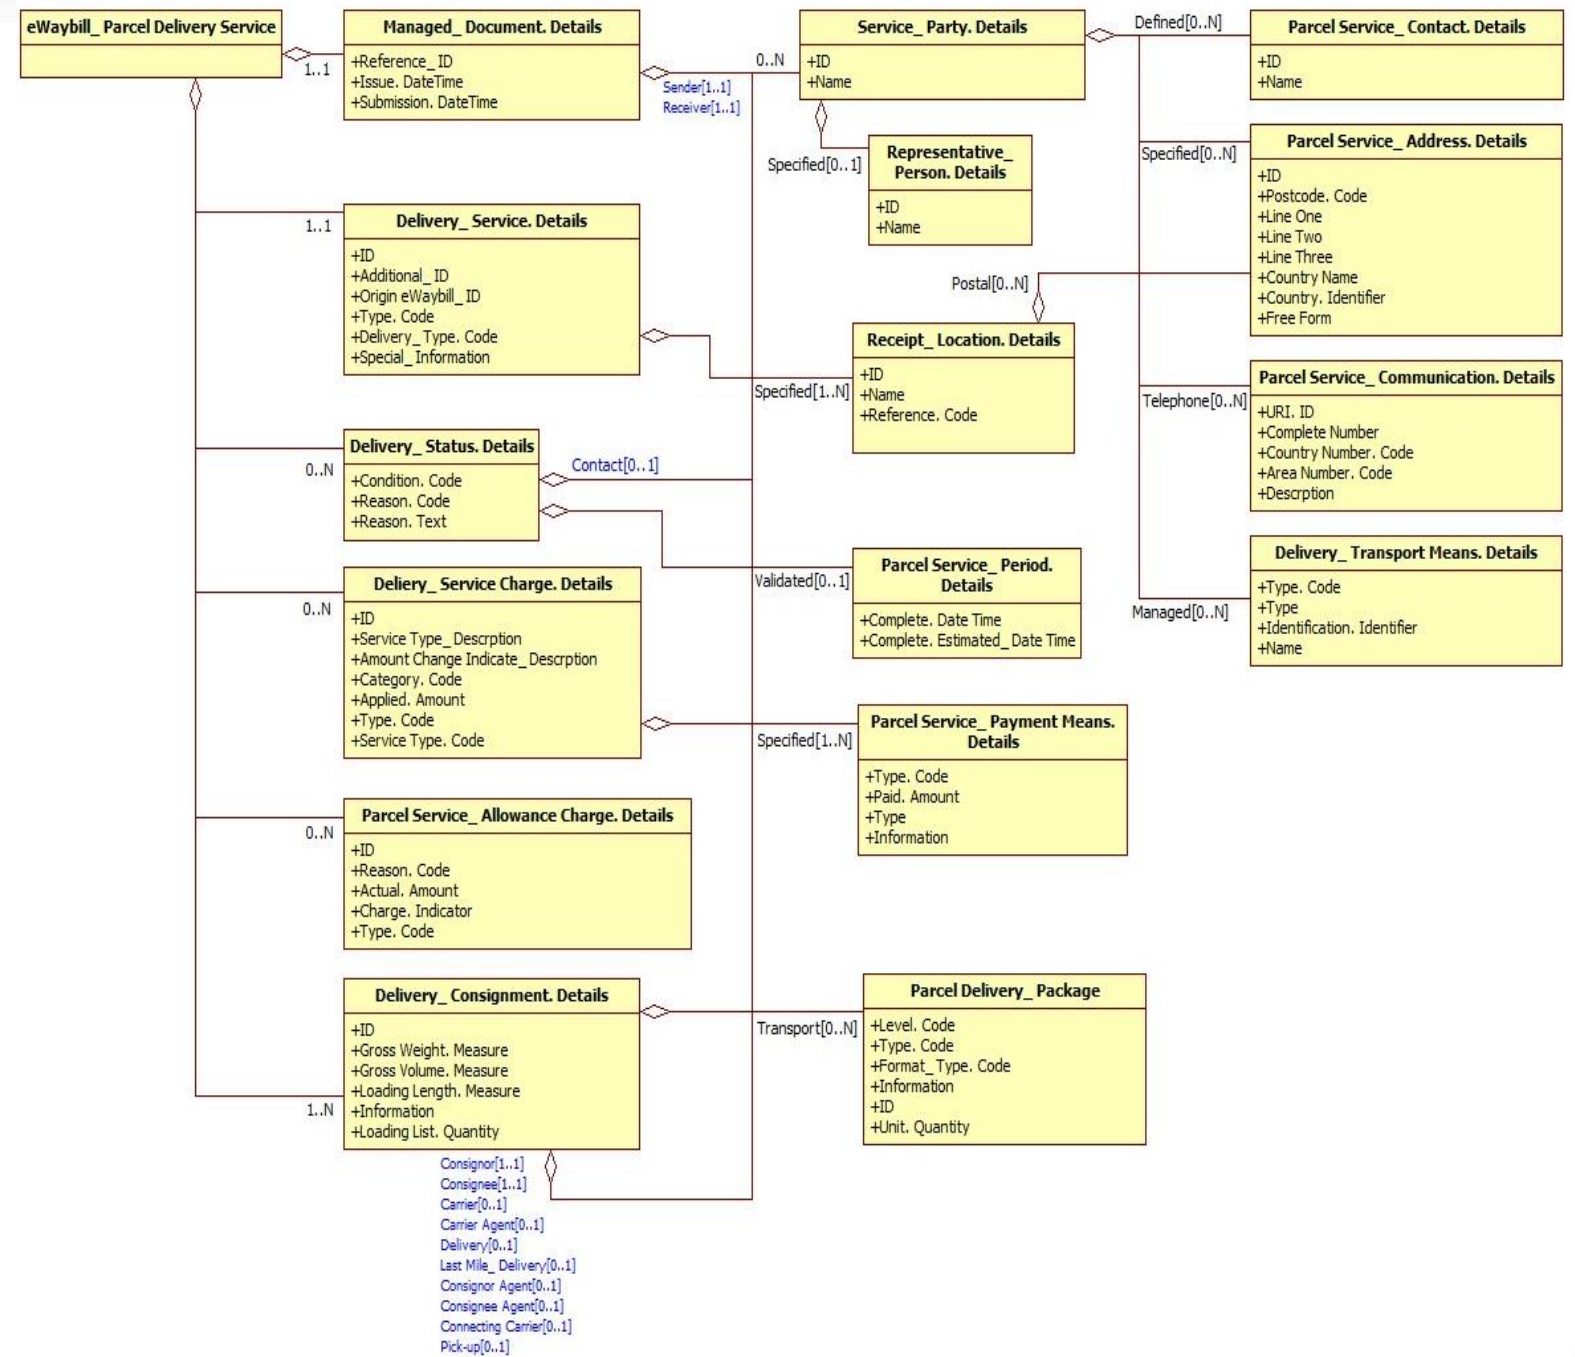 eWaybill_ Parcel Delivery Service
1..1
Managed_ Document. Details
+Reference_ ID
+Issue. DateTime
+Submission. DateTime
Sender[1..1]
Receiver[1..1]
0..N
Service_ Party. Details
+ID
+Name
Defined[0..N]
Parcel Service_ Contact. Details
+ID
+Name
Specified[0..1]
Representative_
Person. Details
+ID
+Name
Specified[0..N]
Parcel Service_ Address. Details
+ID
+Postcode. Code
+Line One
+Line Two
+Line Three
+Country Name
+Country. Identifier
+Free Form
1..1
Delivery_ Service. Details
+ID
+Additional_ ID
+Origin eWaybill_ ID
+Type. Code
+Delivery_ Type. Code
+Special_ Information
Postal[0..N]
Specified[1..N]
Receipt_ Location. Details
+ID
+Name
+Reference. Code
Telephone[0..N]
Parcel Service_ Communication. Details
+URI. ID
+Complete Number
+Country Number. Code
+Area Number. Code
+Descrption
0..N
Delivery_ Status. Details
+Condition. Code
+Reason. Code
+Reason. Text
Contact[0..1]
Validated[0..1]
Parcel Service_ Period.
Details
+Complete. Date Time
+Complete. Estimated_ Date Time
Managed[0..N]
Delivery_ Transport Means. Details
+Type. Code
+Type
+Identification. Identifier
+Name
0..N
Deliery_ Service Charge. Details
+ID
+Service Type_ Descrption
+Amount Change Indicate_ Descrption
+Category. Code
+Applied. Amount
+Type. Code
+Service Type. Code
Specified[1..N]
Parcel Service_ Payment Means.
Details
+Type. Code
+Paid. Amount
+Type
+Information
0..N
Parcel Service_ Allowance Charge. Details
+ID
+Reason. Code
+Actual. Amount
+Charge. Indicator
+Type. Code
1..N
Delivery_ Consignment. Details
+ID
+Gross Weight. Measure
+Gross Volume. Measure
+Loading Length. Measure
+Information
+Loading List. Quantity
Transport[0..N]
Parcel Delivery_ Package
+Level. Code
+Type. Code
+Format_ Type. Code
+Information
+ID
+Unit. Quantity
Consignor[1..1]
Consignee[1..1]
Carrier[0..1]
Carrier Agent[0..1]
Delivery[0..1]
Last Mile_ Delivery[0..1]
Consignor Agent[0..1]
Consignee Agent[0..1]
Connecting Carrier[0..1]
Pick-up[0..1]